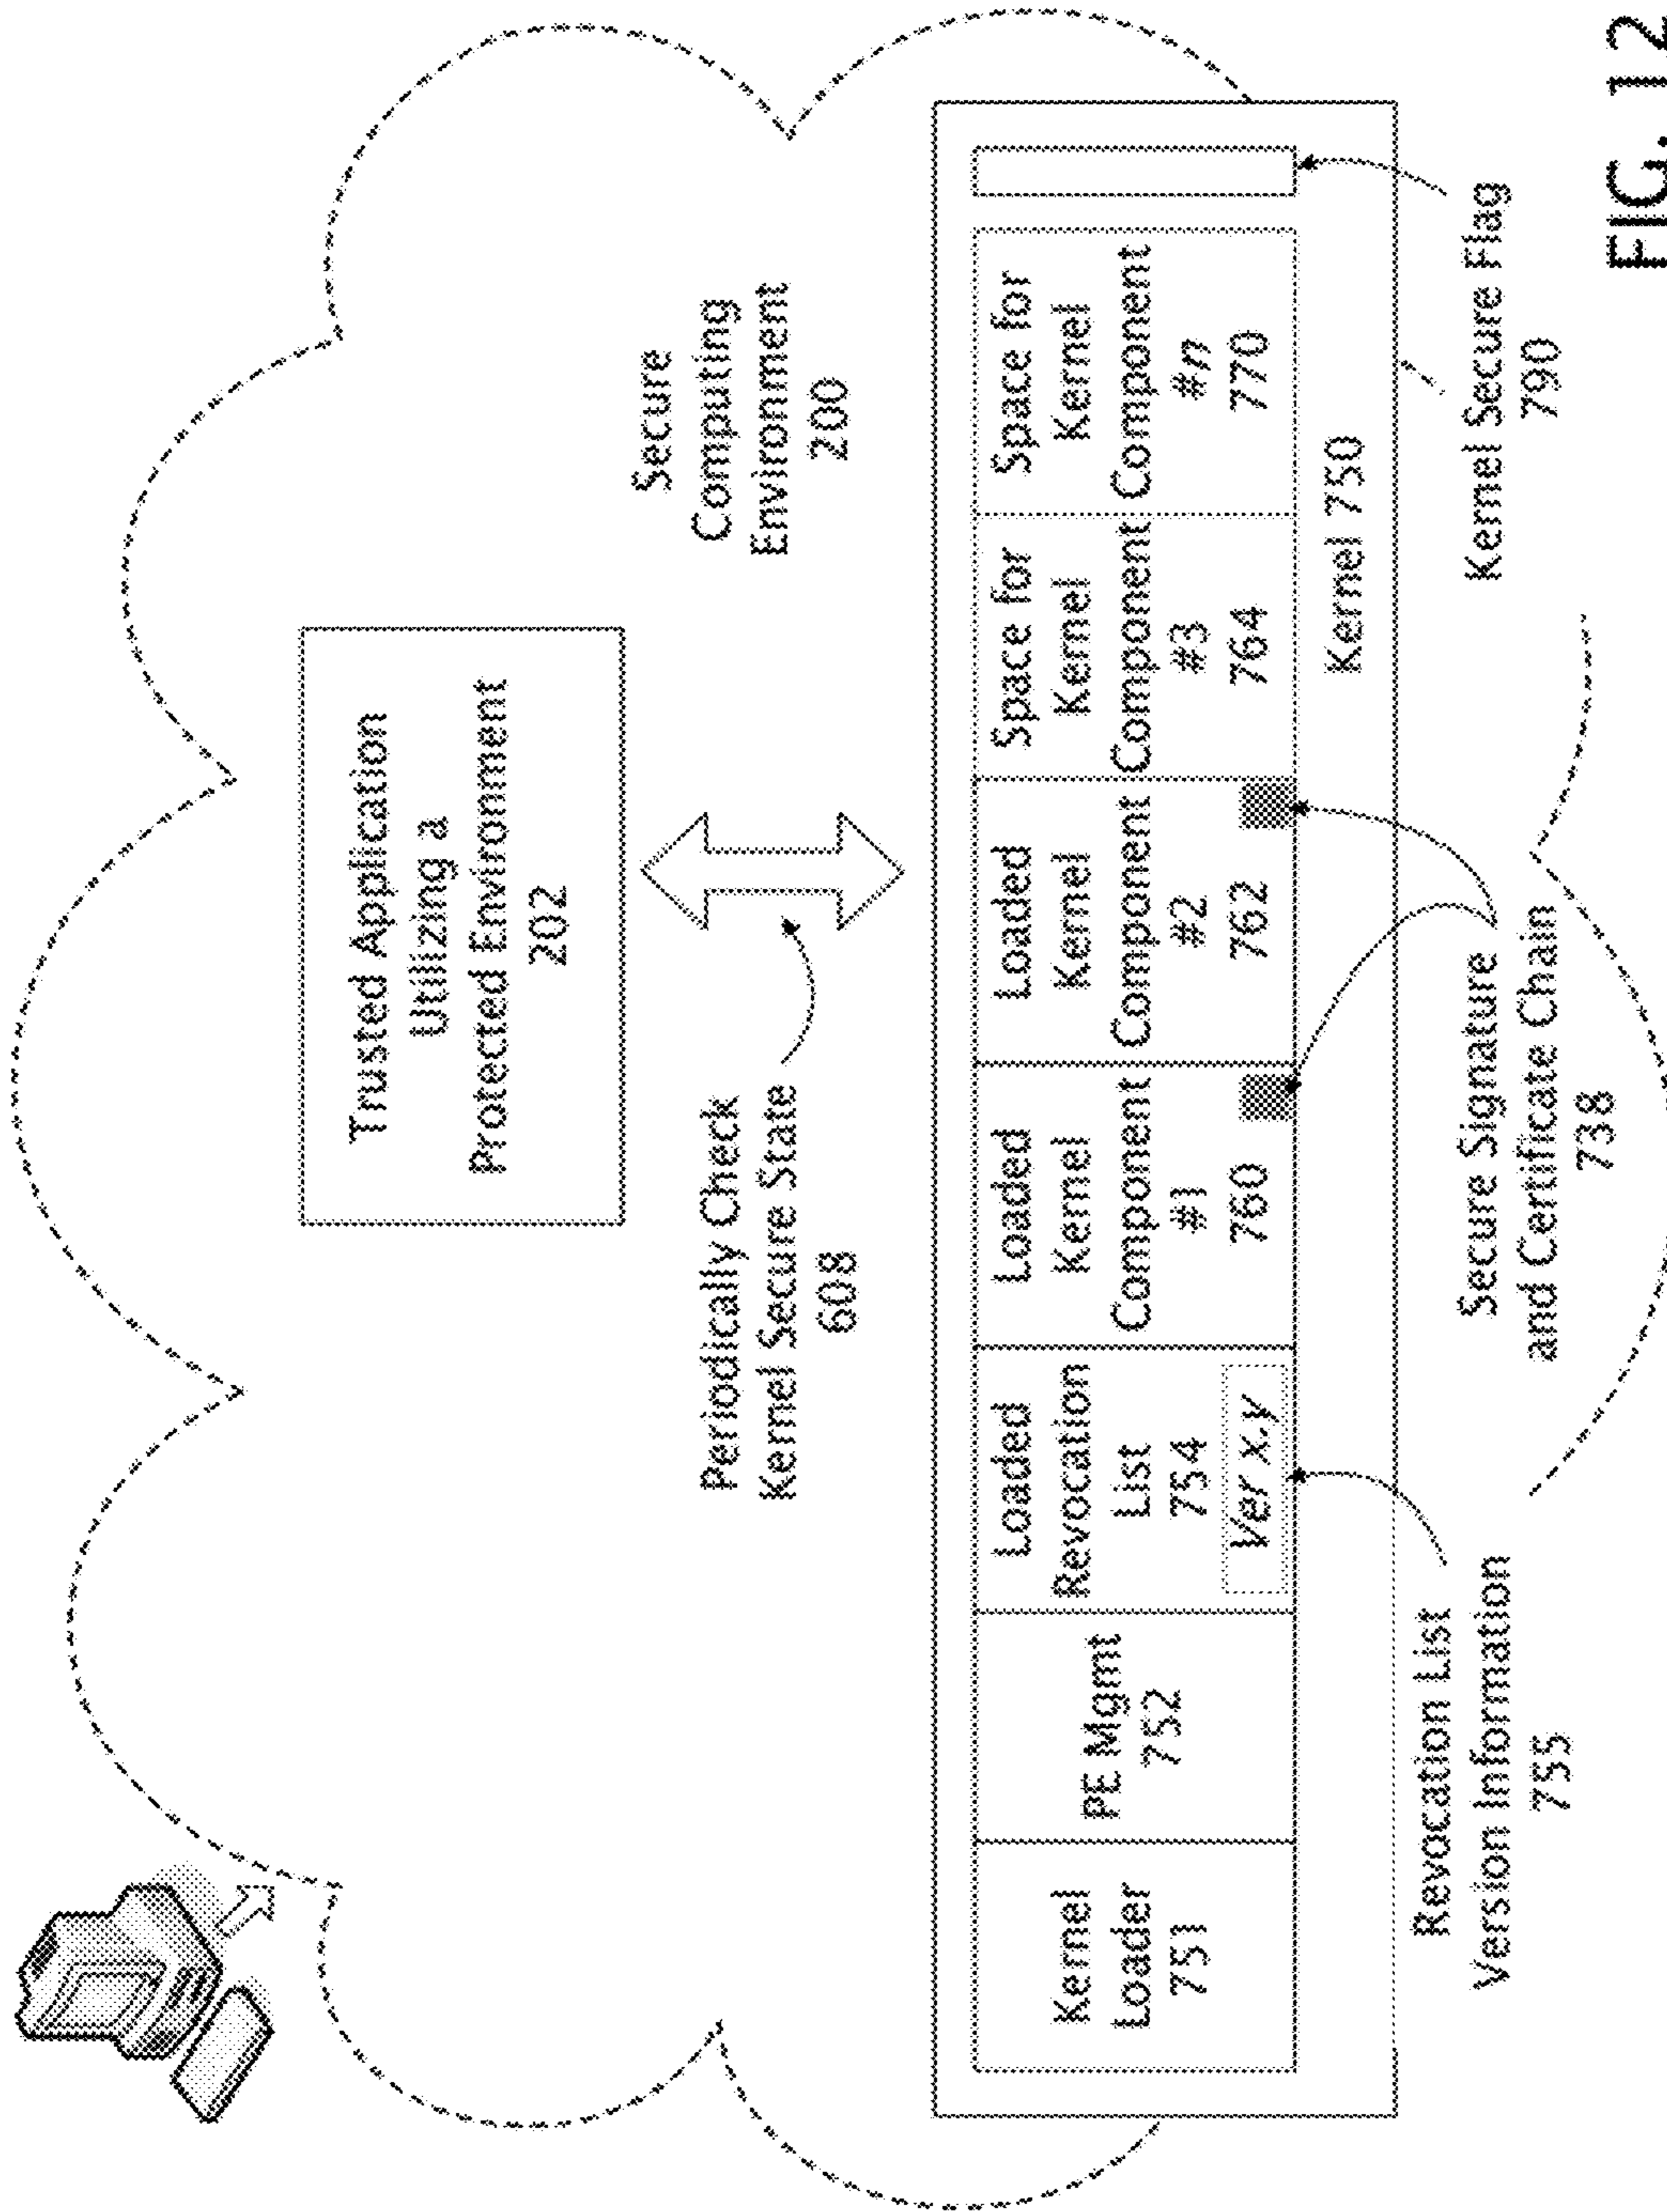 Trusted Application
Utilizing a
Protected Environment
202
Secure
Computing
Environment
200
Periodically Check
Kernel Secure State
608
Kernel
Loader
751
PE Mgmt
752
Loaded
Revocation
List
754
Ver x.y
Loaded
Kernel
Component
#1
760
Loaded
Kernel
Component
#2
762
Space for
Kernel
Component
#3
764
Space for
Kernel
Component
#n
770
Kernel 750
Revocation List
Version Information
755
Secure Signature
and Certificate Chain
738
Kernel Secure Flag
790
FIG. 12